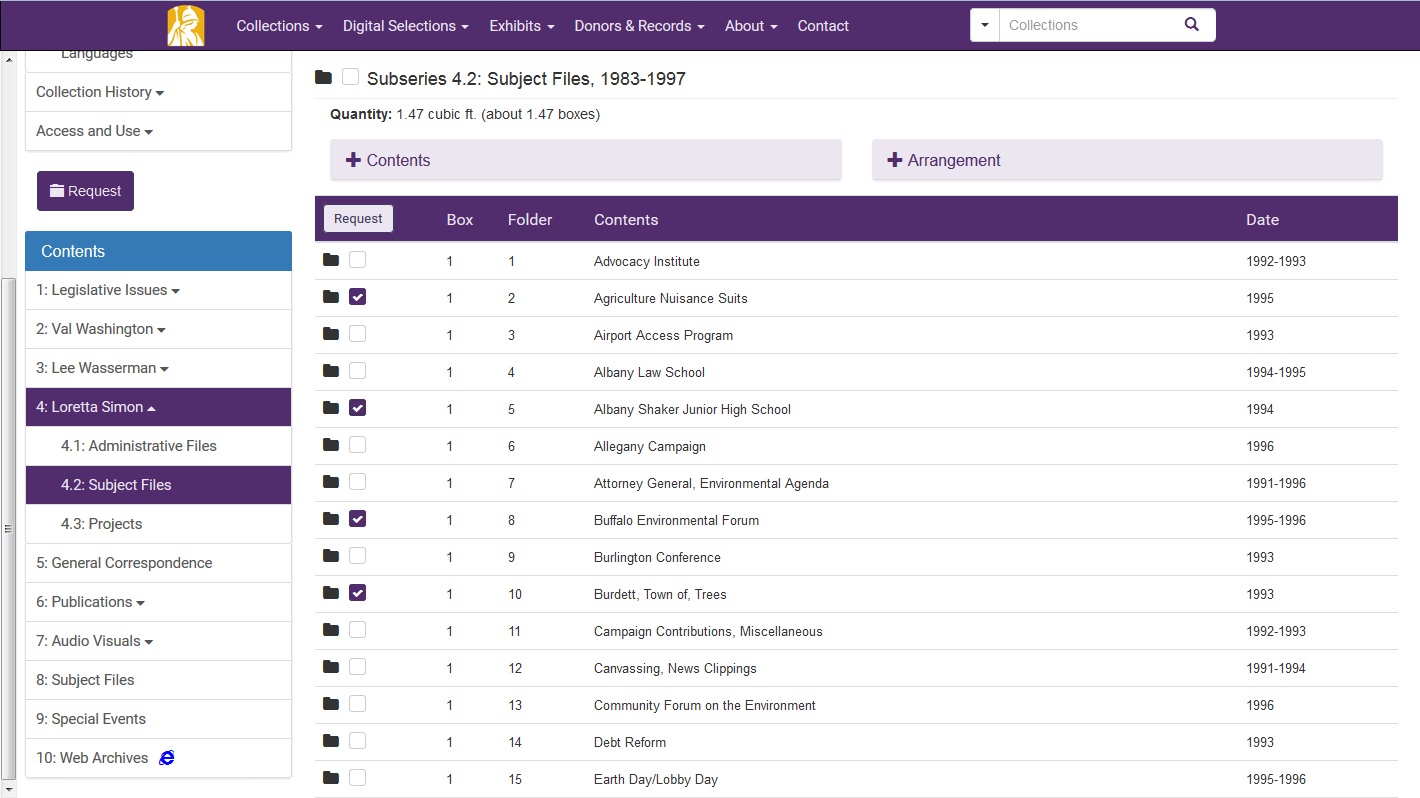 Collections Digital Selections Exhibits Donors & Records About Contact Collections
Languages
Collection History
Access and Use
Request
Contents
1: Legislative Issues
2: Val Washington
3: Lee Wasserman
4: Loretta Simon
4.1: Administrative Files
4.2: Subject Files
4.3: Projects
5: General Correspondence
6: Publications
7: Audio Visuals
8: Subject Files
9: Special Events
10: Web Archives
Subseries 4.2: Subject Files, 1983-1997
Quantity: 1.47 cubic ft. (about 1.47 boxes)
Contents Arrangement
Request Box Folder Contents Date
1 1 Advocacy Institute 1992-1993
1 2 Agriculture Nuisance Suits 1995
1 3 Airport Access Program 1993
1 4 Albany Law School 1994-1995
1 5 Albany Shaker Junior High School 1994
1 6 Allegany Campaign 1996
1 7 Attorney General, Environmental Agenda 1991-1996
1 8 Buffalo Environmental Forum 1995-1996
1 9 Burlington Conference 1993
1 10 Burdett, Town of, Trees 1993
1 11 Campaign Contributions, Miscellaneous 1992-1993
1 12 Canvassing, News Clippings 1991-1994
1 13 Community Forum on the Environment 1996
1 14 Debt Reform 1993
1 15 Earth Day/Lobby Day 1995-1996